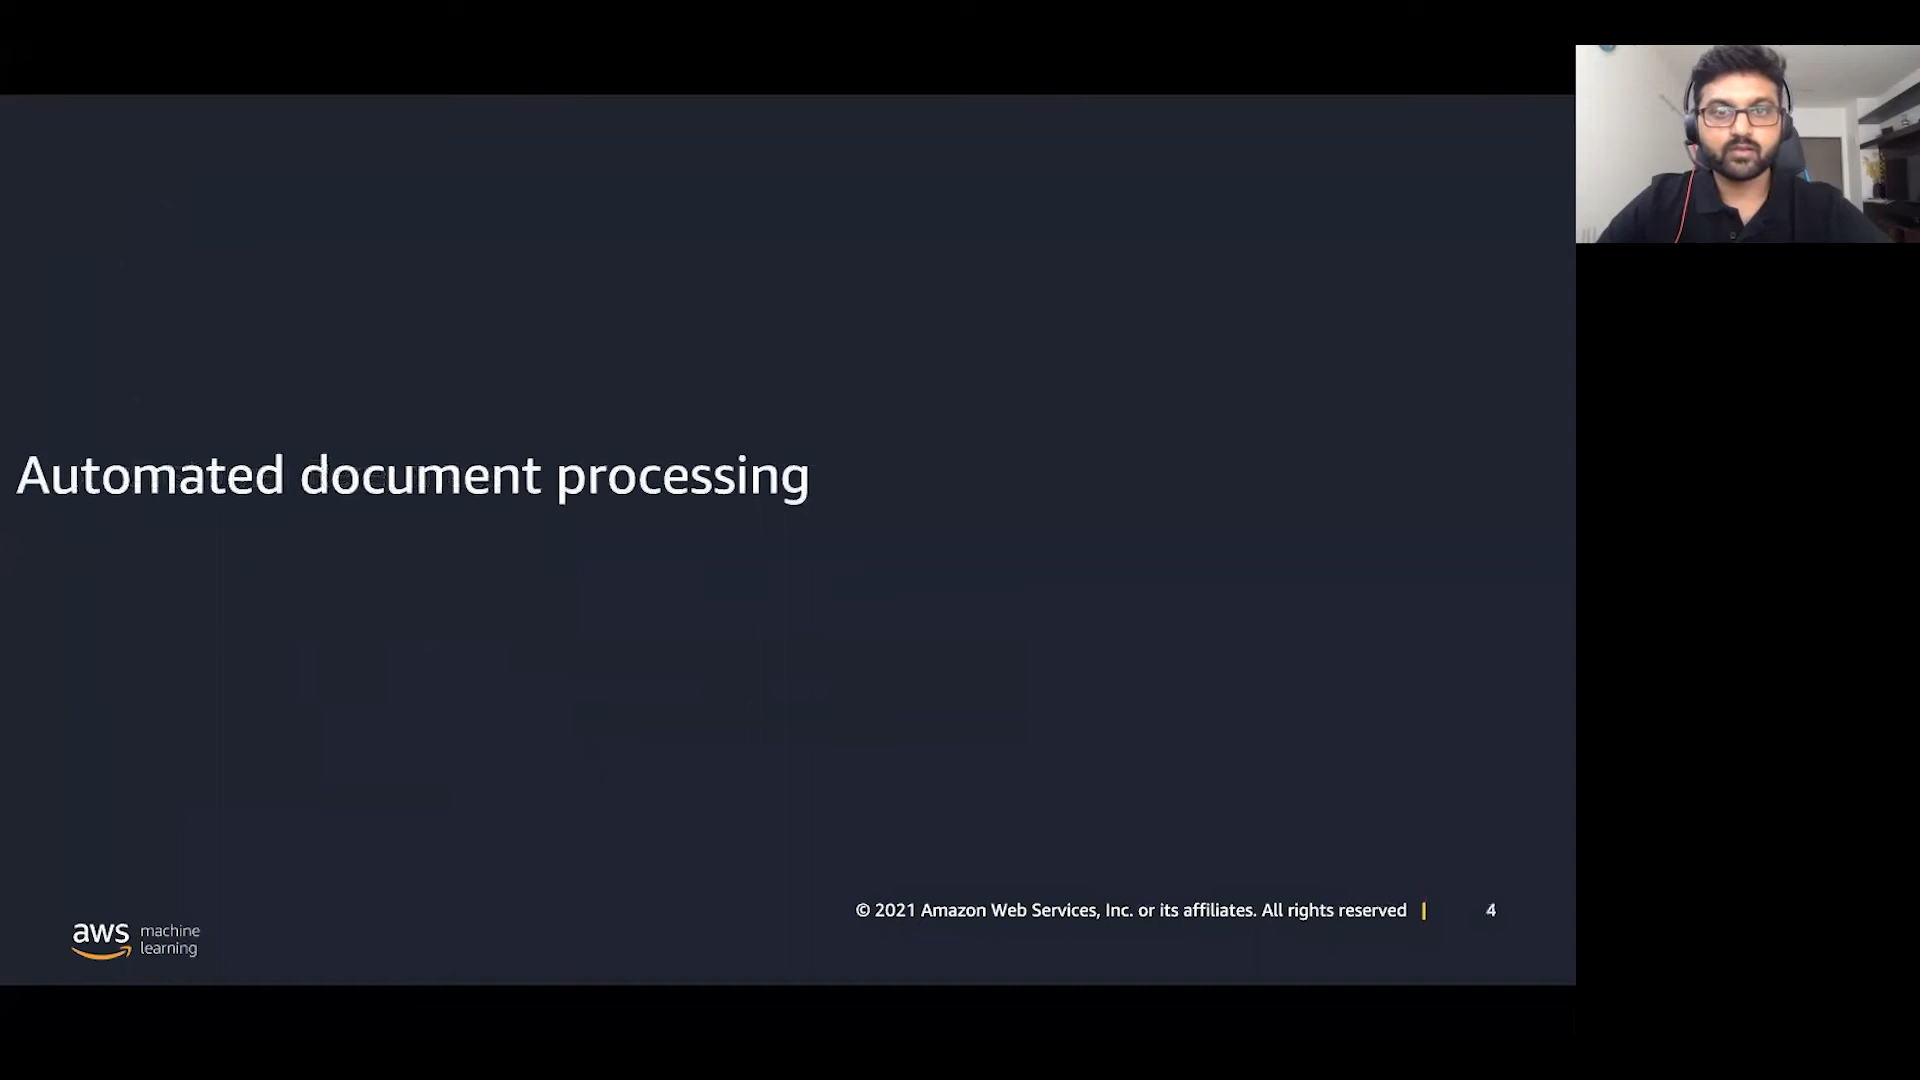 Automated document processing
© 2021 Amazon Web Services, Inc. or its affiliates. All rights reserved | 4
aws machine
learning